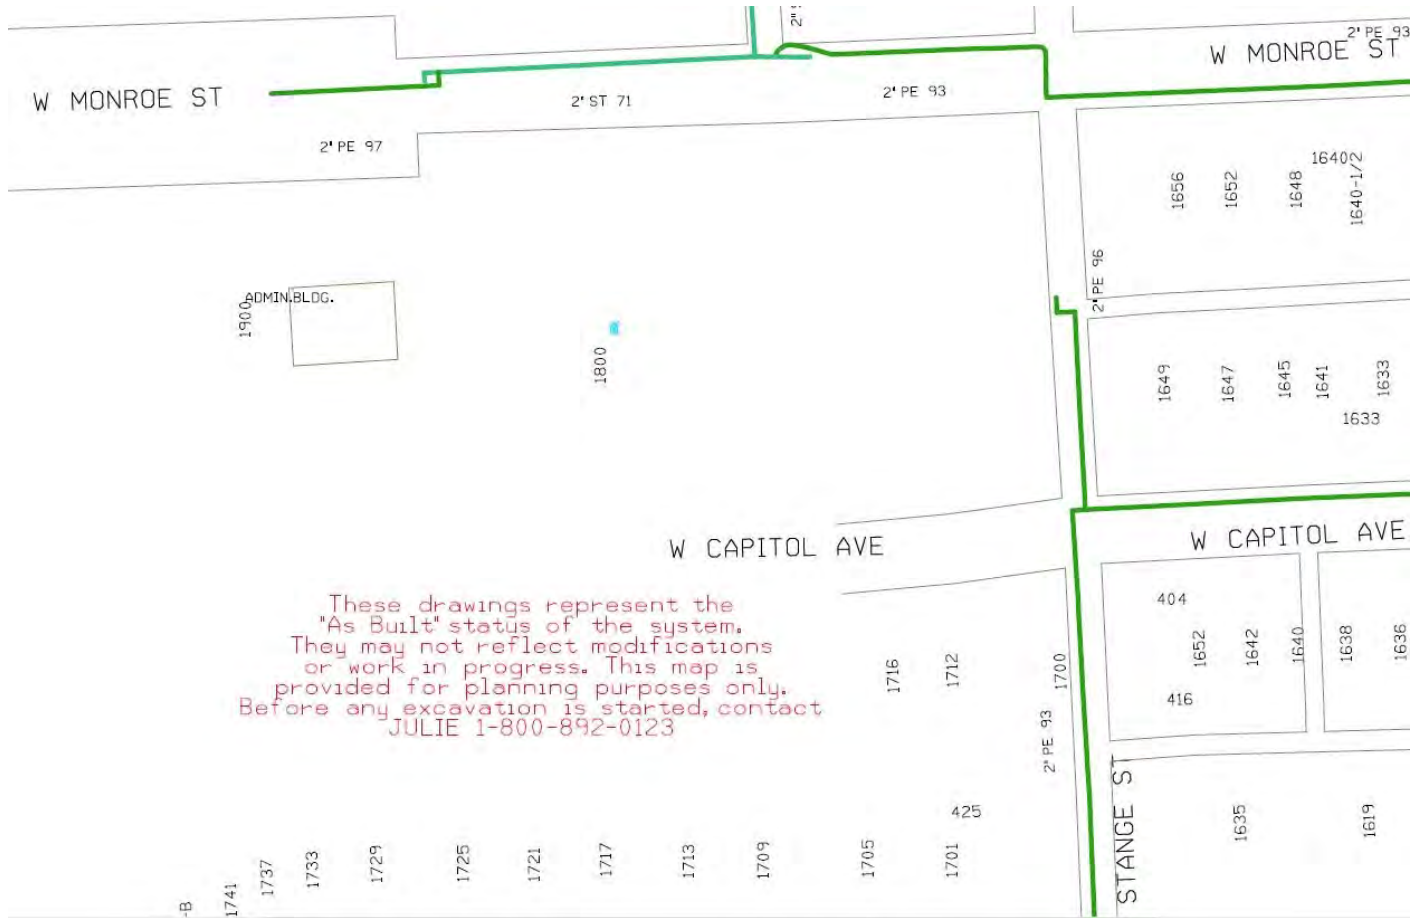 2" S
2" PE 93
W MONROE ST
W MONROE ST
2" ST 71
2" PE 93
2" PE 97
1656
1652
1648
1640
1640-1/2
2" PE 96
ADMIN.BLDG.
1900
1800
1649
1647
1645
1641
1633
1633
W CAPITOL AVE
W CAPITOL AVE
These drawings represent the
"As Built" status of the system.
They may not reflect modifications
or work in progress. This map is
provided for planning purposes only.
Before any excavation is started, contact
JULIE 1-800-892-0123
404
1652
1642
1640
1638
1636
416
1716
1712
1700
2" PE 93
STANGE ST
425
1635
1619
-B
1741
1737
1733
1729
1725
1721
1717
1713
1709
1705
1701